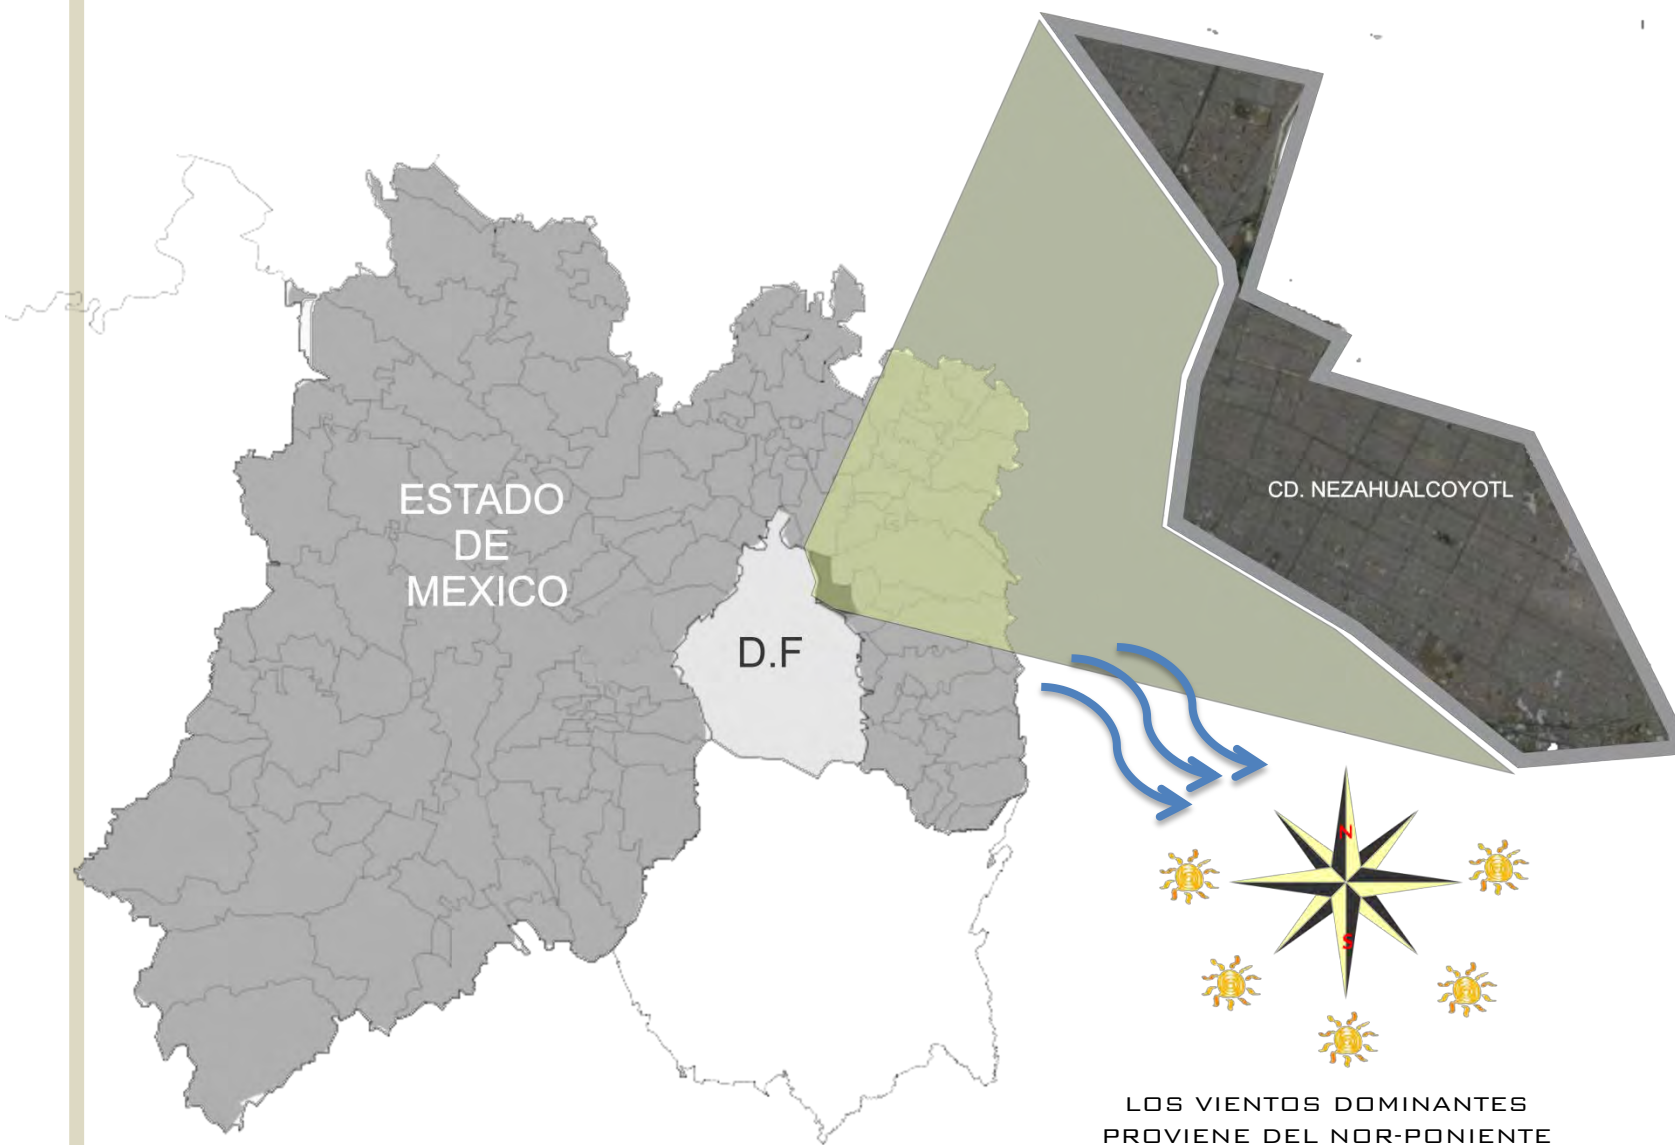 ESTADO
DE
MEXICO
D.F
CD. NEZAHUALCOYOTL
N
S
LOS VIENTOS DOMINANTES
PROVIENE DEL NOR-PONIENTE